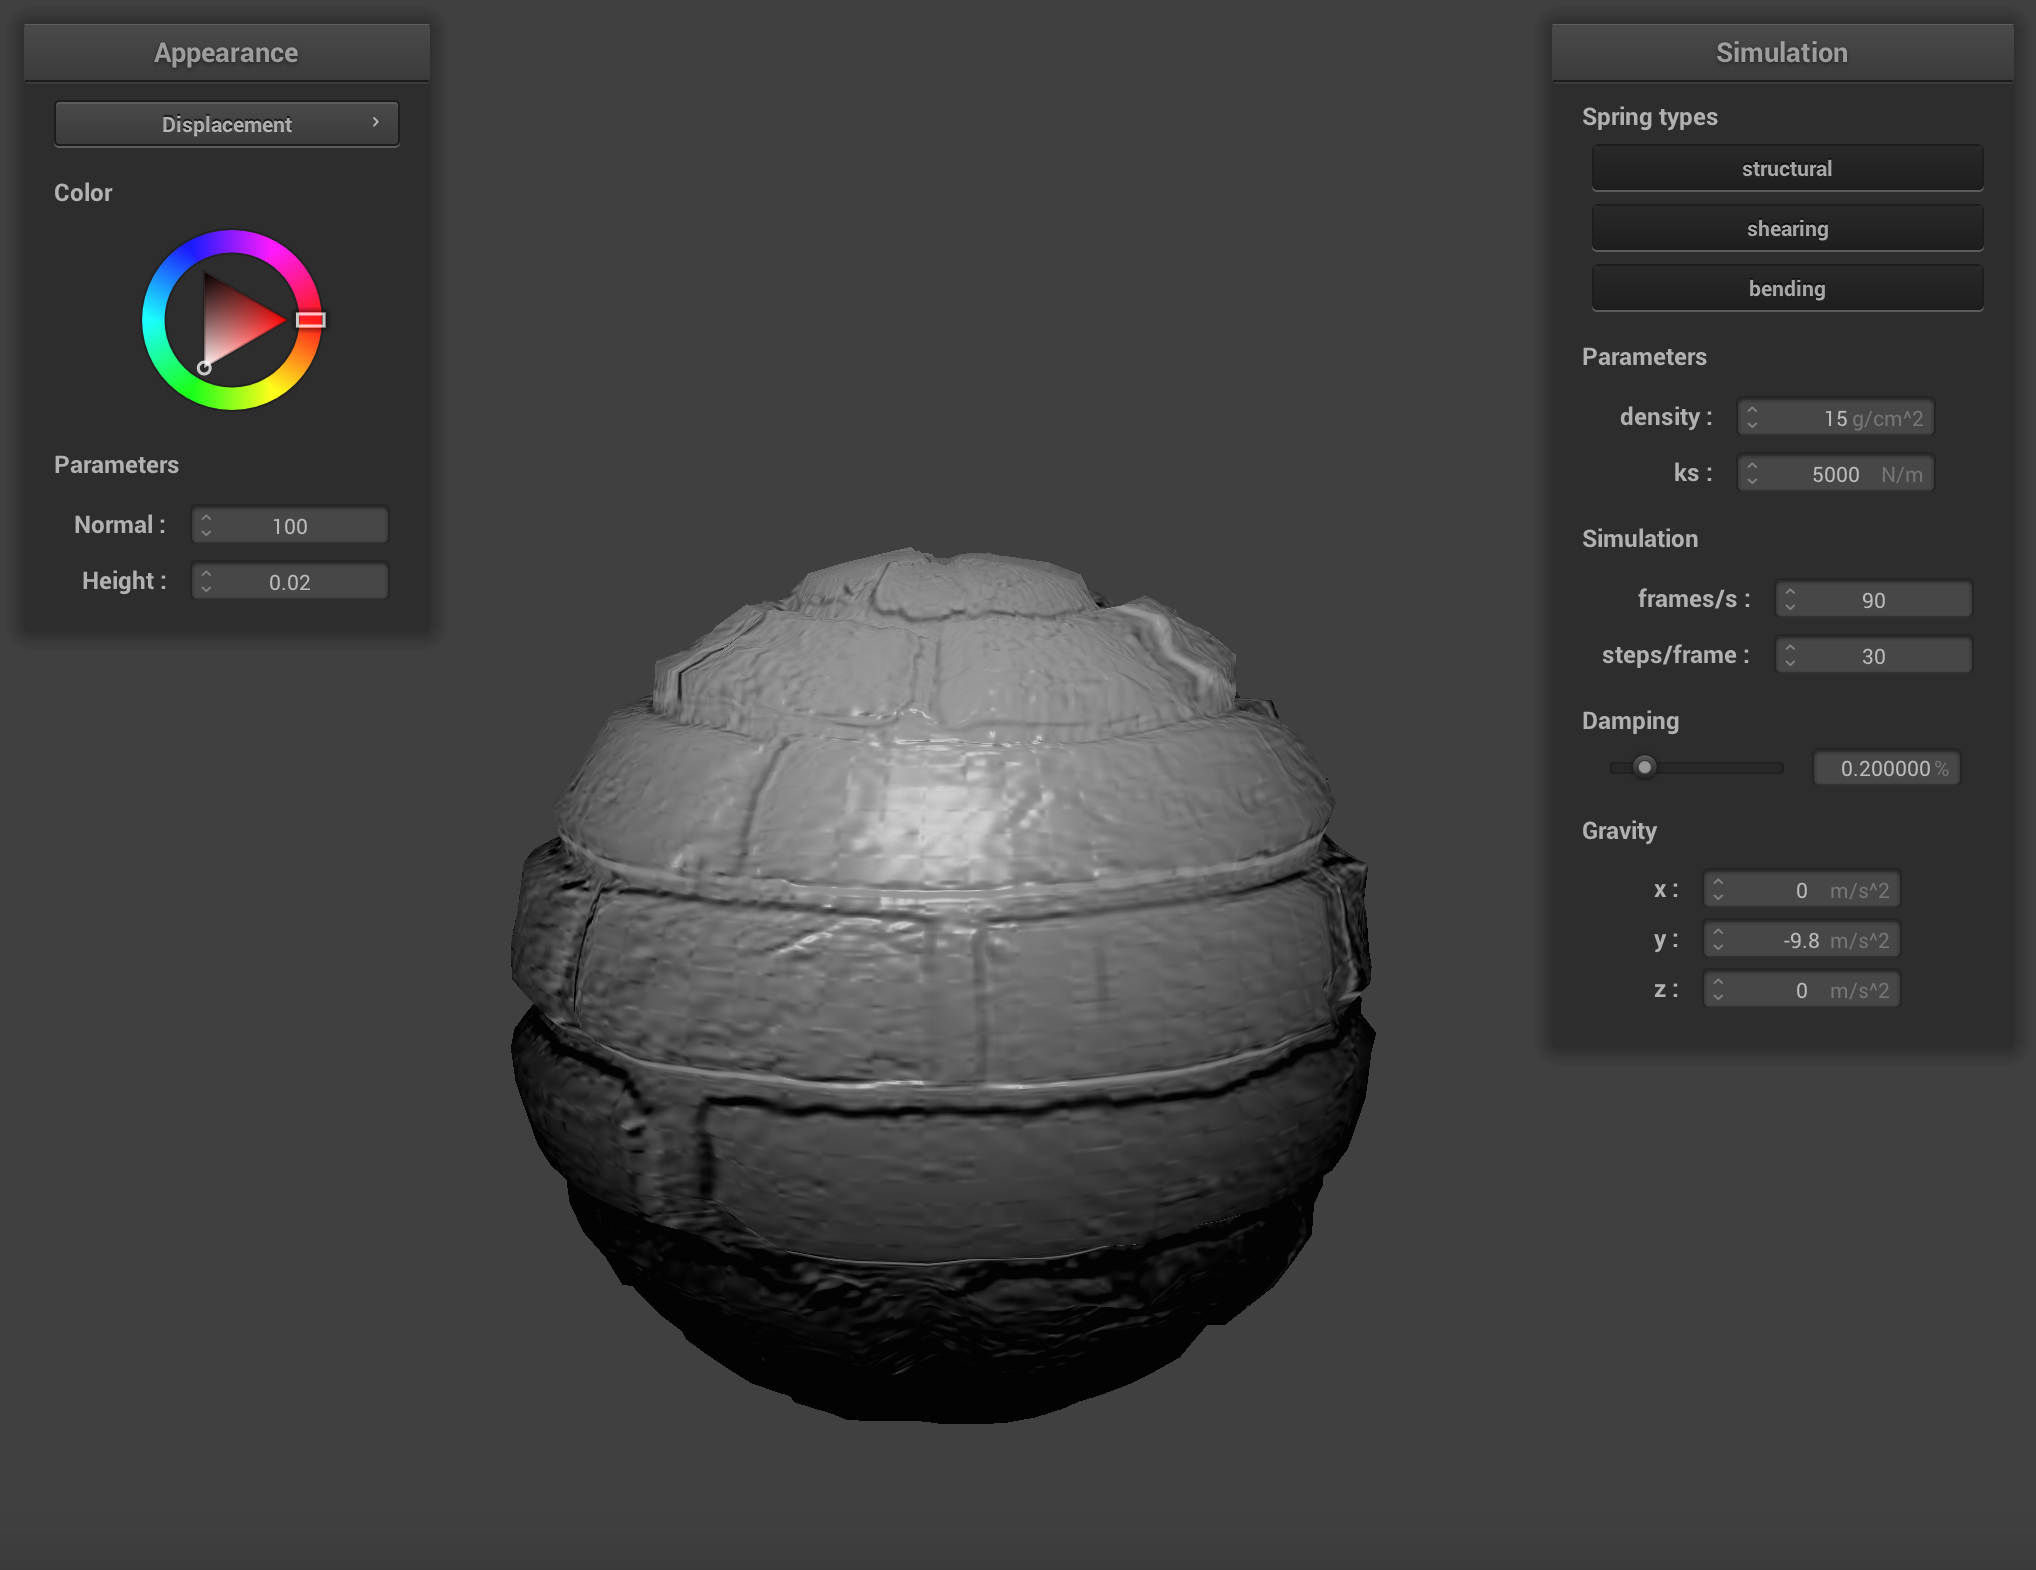 Appearance
Displacement
Color
Parameters
Normal : 100
Height : 0.02
Simulation
Spring types
structural
shearing
bending
Parameters
density : 15 g/cm^2
ks : 5000 N/m
Simulation
frames/s : 90
steps/frame : 30
Damping
0.200000 %
Gravity
x : 0 m/s^2
y : -9.8 m/s^2
z : 0 m/s^2